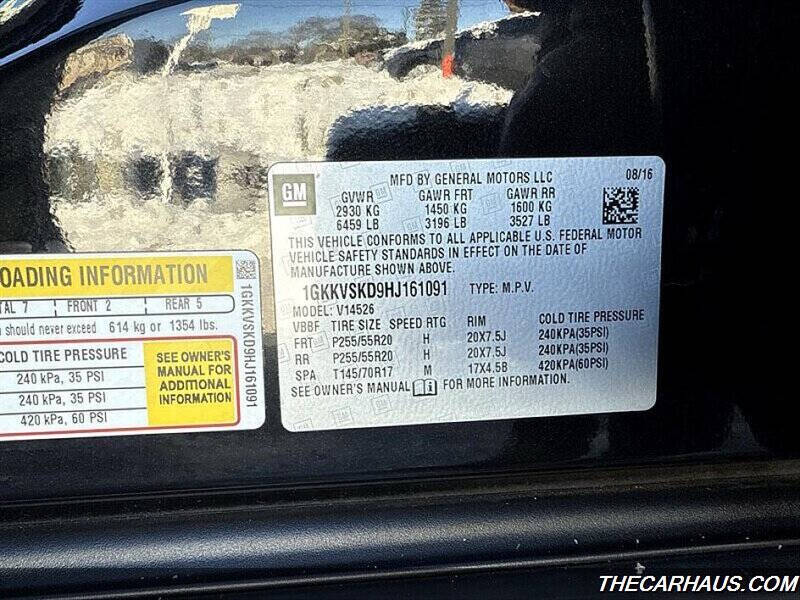 GM
MFD BY GENERAL MOTORS LLC 08/16
GVWR GAWR FRT GAWR RR
2930 KG 1450 KG 1600 KG
6459 LB 3196 LB 3527 LB
THIS VEHICLE CONFORMS TO ALL APPLICABLE U.S. FEDERAL MOTOR
VEHICLE SAFETY STANDARDS IN EFFECT ON THE DATE OF
MANUFACTURE SHOWN ABOVE.
1GKKVSKD9HJ161091 TYPE: M.P.V.
MODEL: V14526
VBBF TIRE SIZE SPEED RTG RIM COLD TIRE PRESSURE
FRT P255/55R20 H 20X7.5J 240KPA(35PSI)
RR P255/55R20 H 20X7.5J 240KPA(35PSI)
SPA T145/70R17 M 17X4.5B 420KPA(60PSI)
SEE OWNER'S MANUAL i FOR MORE INFORMATION.
OADING INFORMATION
TAL 7 FRONT 2 REAR 5
should never exceed 614 kg or 1354 lbs.
COLD TIRE PRESSURE
240 kPa, 35 PSI
240 kPa, 35 PSI
420 kPa, 60 PSI
SEE OWNER'S
MANUAL FOR
ADDITIONAL
INFORMATION
1GKKVSKD9HJ161091
THECARHAUS.COM